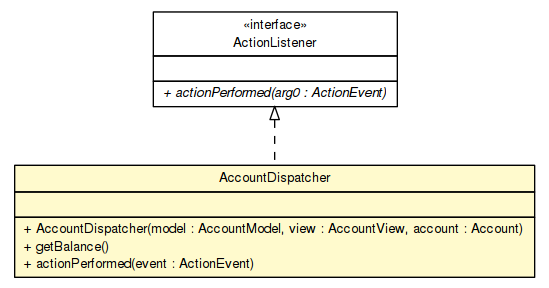 «interface»
ActionListener
+ actionPerformed(arg0 : ActionEvent)
AccountDispatcher
+ AccountDispatcher(model : AccountModel, view : AccountView, account : Account)
+ getBalance()
+ actionPerformed(event : ActionEvent)